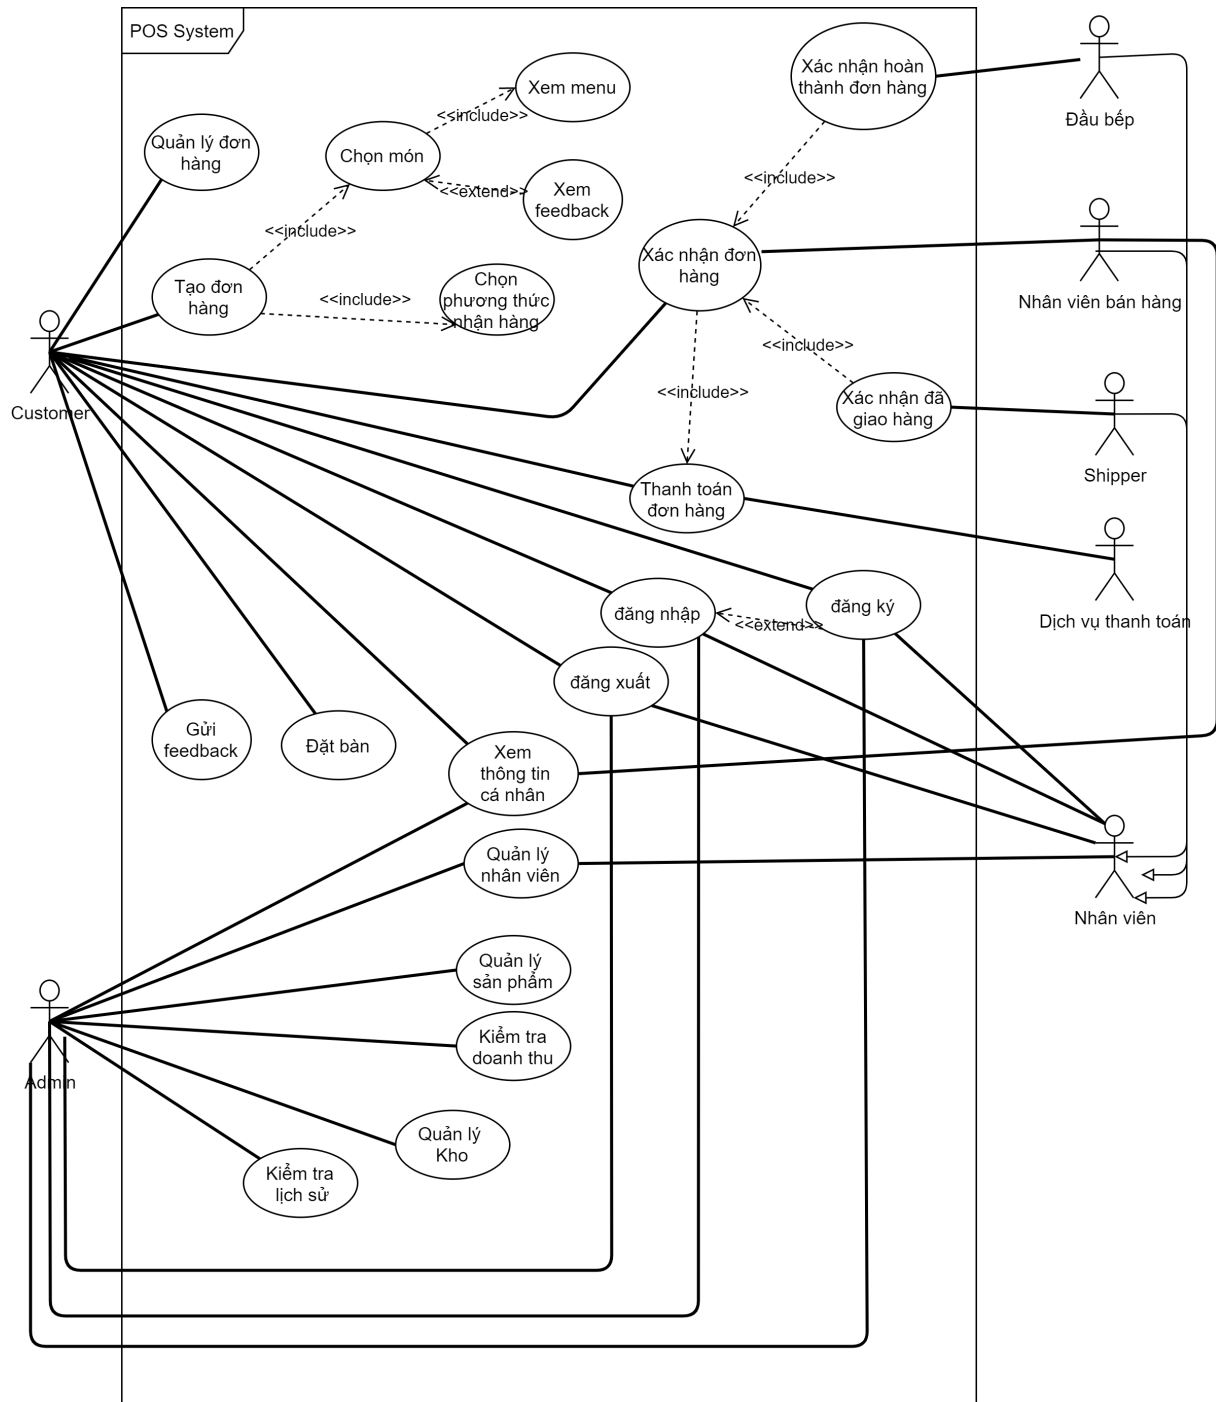 POS System
Xem menu
<<include>>
Chọn món
<<extend>>
Xem
feedback
Quản lý đơn
hàng
<<include>>
Tạo đơn
hàng
<<include>>
Chọn
phương thức
nhận hàng
Xác nhận hoàn
thành đơn hàng
<<include>>
Xác nhận đơn
hàng
<<include>>
<<include>>
Xác nhận đã
giao hàng
Thanh toán
đơn hàng
Đầu bếp
Nhân viên bán hàng
Shipper
Dịch vụ thanh toán
Customer
đăng nhập
<<extend>>
đăng ký
đăng xuất
Gửi
feedback
Đặt bàn
Xem
thông tin
cá nhân
Quản lý
nhân viên
Nhân viên
Quản lý
sản phẩm
Kiểm tra
doanh thu
Admin
Quản lý
Kho
Kiểm tra
lịch sử